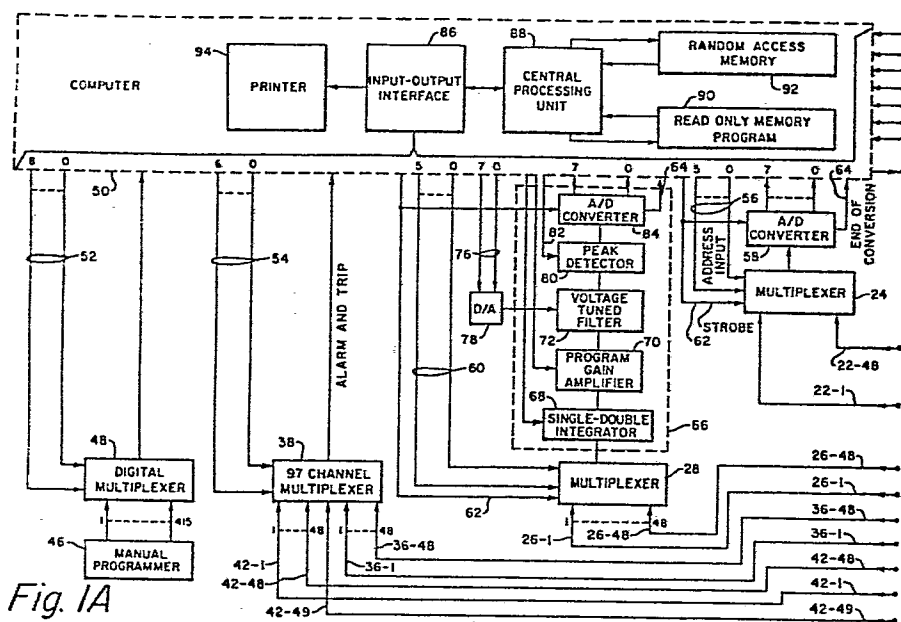 86
88
94
RANDOM ACCESS
MEMORY
COMPUTER
PRINTER
INPUT-OUTPUT
INTERFACE
CENTRAL
PROCESSING
UNIT
92
90
READ ONLY MEMORY
PROGRAM
8 0
6 0
5 0
7 0
7 0
64
5 0
7 0
64
50
52
54
60
76
82
A/D
CONVERTER
84
56
A/D
CONVERTER
58
END OF
CONVERSION
ADDRESS
INPUT
PEAK
DETECTOR
80
MULTIPLEXER
24
D/A
78
VOLTAGE
TUNED
FILTER
72
STROBE
62
ALARM AND TRIP
70
PROGRAM
GAIN
AMPLIFIER
22-48
22-1
68
SINGLE-DOUBLE
INTEGRATOR
66
48
DIGITAL
MULTIPLEXER
38
97 CHANNEL
MULTIPLEXER
62
MULTIPLEXER
28
26-48
26-1
1 415
1 48 1 48
1 48
36-48
46
MANUAL
PROGRAMMER
42-1
36-48
26-1
26-48
36-1
42-48
36-1
42-48
42-1
42-49
42-49
Fig. 1A